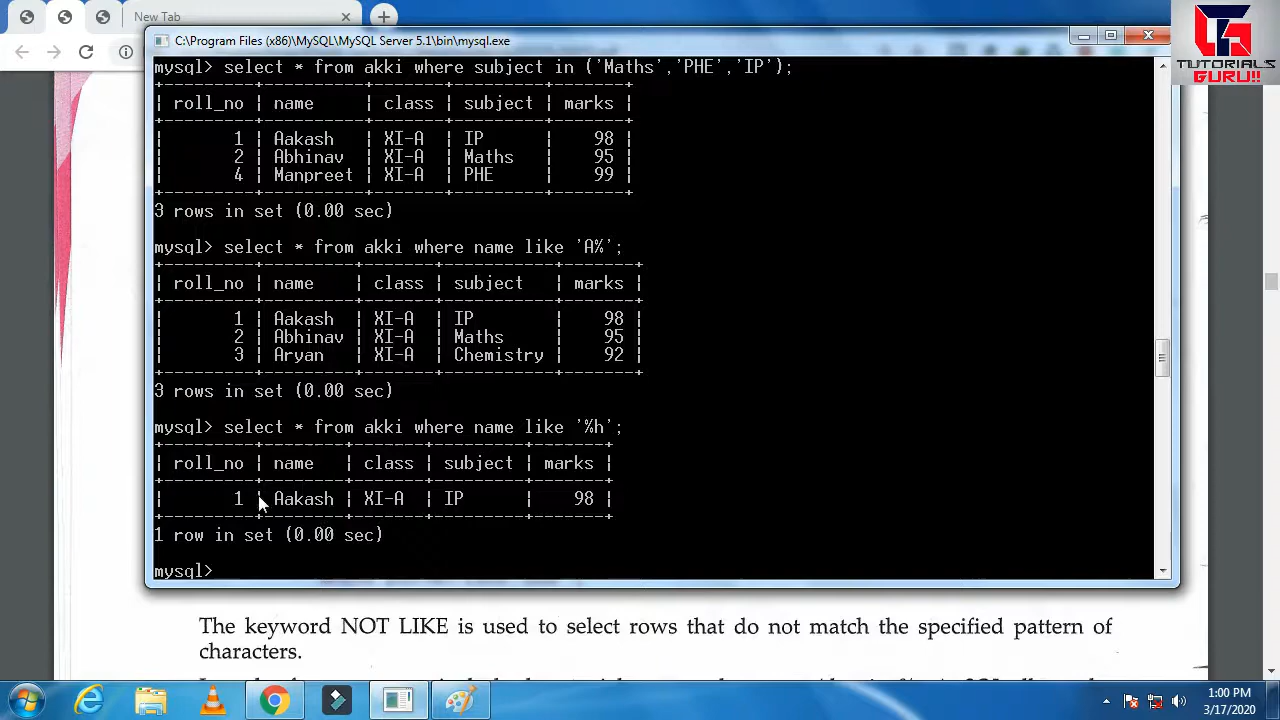 New Tab
C:\Program Files (x86)\MySQL\MySQL Server 5.1\bin\mysql.exe
TUTORIALS
GURU!!
mysql> select * from akki where subject in ('Maths','PHE','IP');
| roll_no | name | class | subject | marks |
| 1 | Aakash | XI-A | IP | 98 |
| 2 | Abhinav | XI-A | Maths | 95 |
| 4 | Manpreet | XI-A | PHE | 99 |
3 rows in set (0.00 sec)
mysql> select * from akki where name like 'A%';
| roll_no | name | class | subject | marks |
| 1 | Aakash | XI-A | IP | 98 |
| 2 | Abhinav | XI-A | Maths | 95 |
| 3 | Aryan | XI-A | Chemistry | 92 |
3 rows in set (0.00 sec)
mysql> select * from akki where name like '%h';
| roll_no | name | class | subject | marks |
| 1 | Aakash | XI-A | IP | 98 |
1 row in set (0.00 sec)
mysql>
The keyword NOT LIKE is used to select rows that do not match the specified pattern of
characters.
1:00 PM
3/17/2020